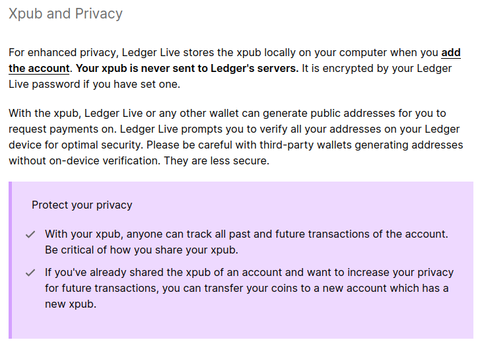 Xpub and Privacy
For enhanced privacy, Ledger Live stores the xpub locally on your computer when you add
the account. Your xpub is never sent to Ledger's servers. It is encrypted by your Ledger
Live password if you have set one.
With the xpub, Ledger Live or any other wallet can generate public addresses for you to
request payments on. Ledger Live prompts you to verify all your addresses on your Ledger
device for optimal security. Please be careful with third-party wallets generating addresses
without on-device verification. They are less secure.
Protect your privacy
With your xpub, anyone can track all past and future transactions of the account.
Be critical of how you share your xpub.
If you've already shared the xpub of an account and want to increase your privacy
for future transactions, you can transfer your coins to a new account which has a
new xpub.